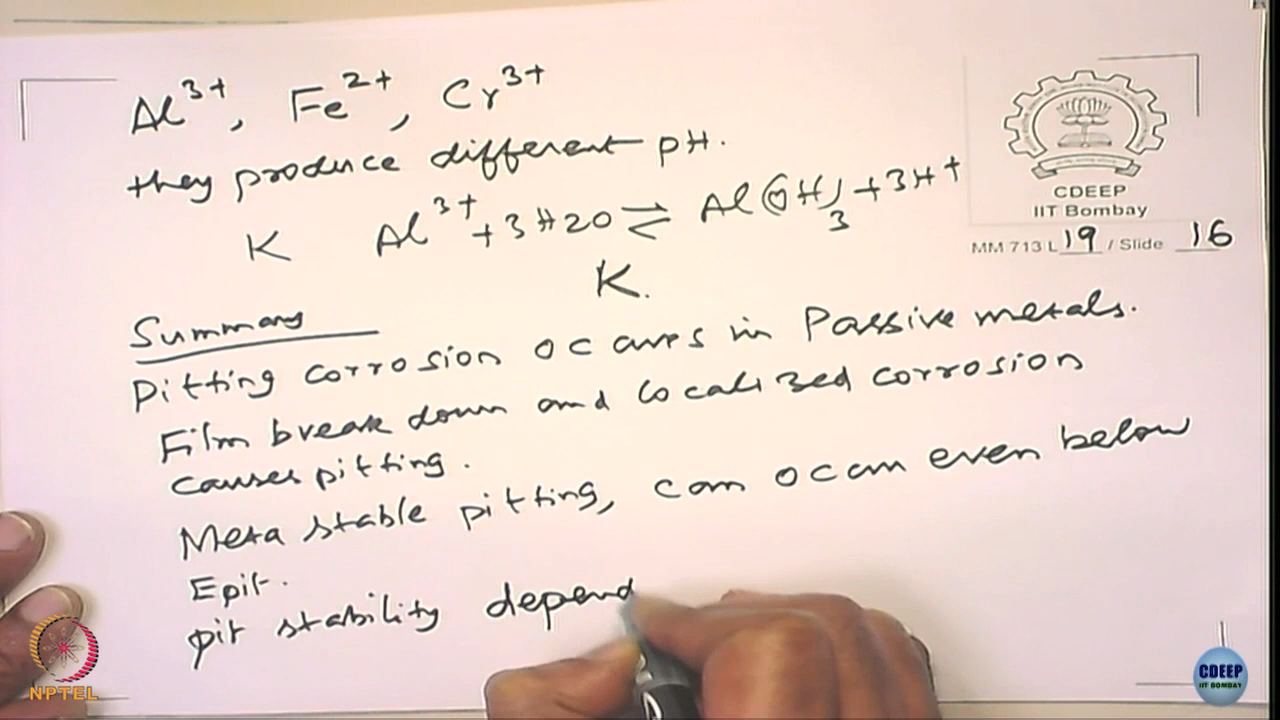 Al³⁺, Fe²⁺, Cr³⁺
they produce different pH.
K Al³⁺ + 3H2O ⇌ Al(OH)₃ + 3H⁺
K.
CDEEP
IIT Bombay
MM 713 L 19 / Slide 16
Summary
Pitting corrosion occurs in Passive metals.
Film break down and localized corrosion
causes pitting.
Meta stable pitting, can occur even below
Epit.
pit stability depend
NPTEL
CDEEP
IIT BOMBAY